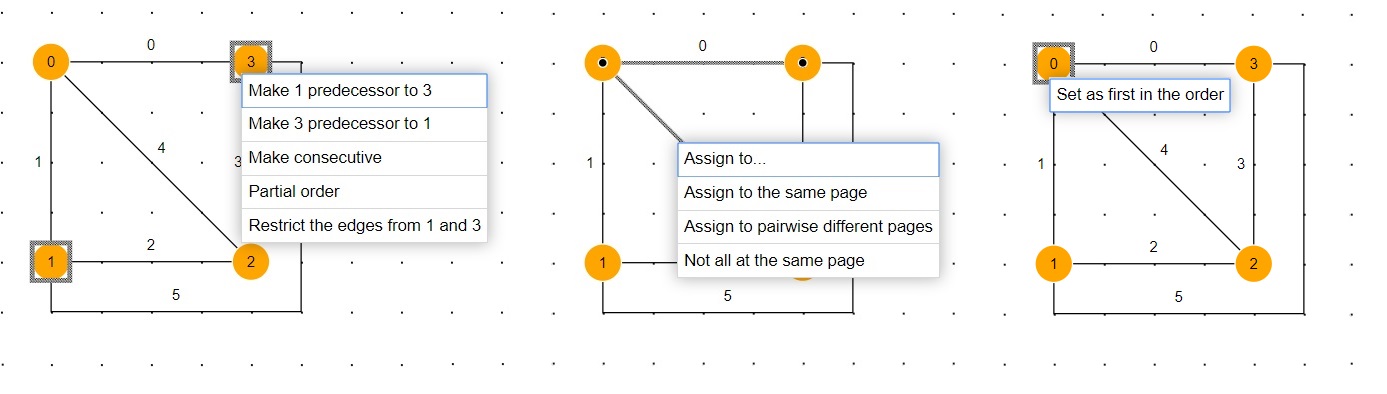 0
0 3
Make 1 predecessor to 3
Make 3 predecessor to 1
1 4 3 Make consecutive
Partial order
Restrict the edges from 1 and 3
2
1 2
5
0
1 Assign to...
Assign to the same page
Assign to pairwise different pages
1 Not all at the same page
5
0
0 3
Set as first in the order
4
1 3
2
1 2
5